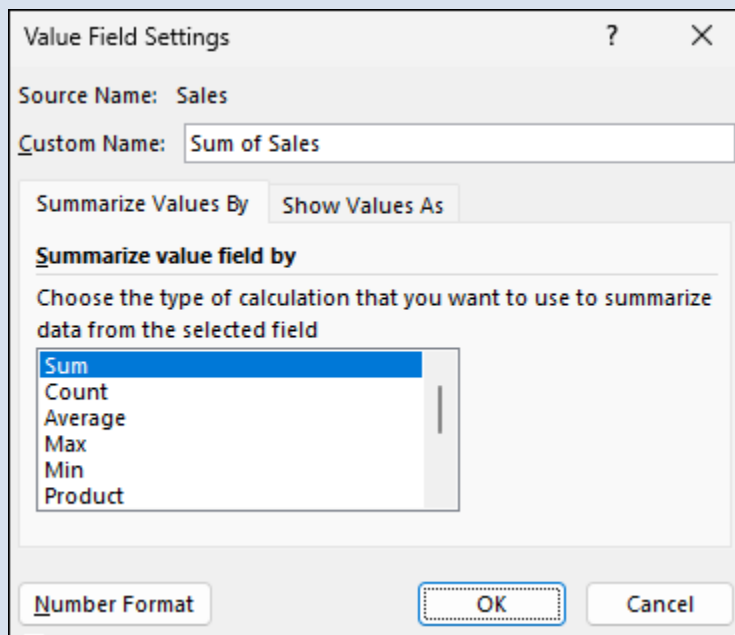 Value Field Settings ? ×
Source Name: Sales
Custom Name: Sum of Sales
Summarize Values By Show Values As
Summarize value field by
Choose the type of calculation that you want to use to summarize
data from the selected field
Sum
Count
Average
Max
Min
Product
Number Format OK Cancel